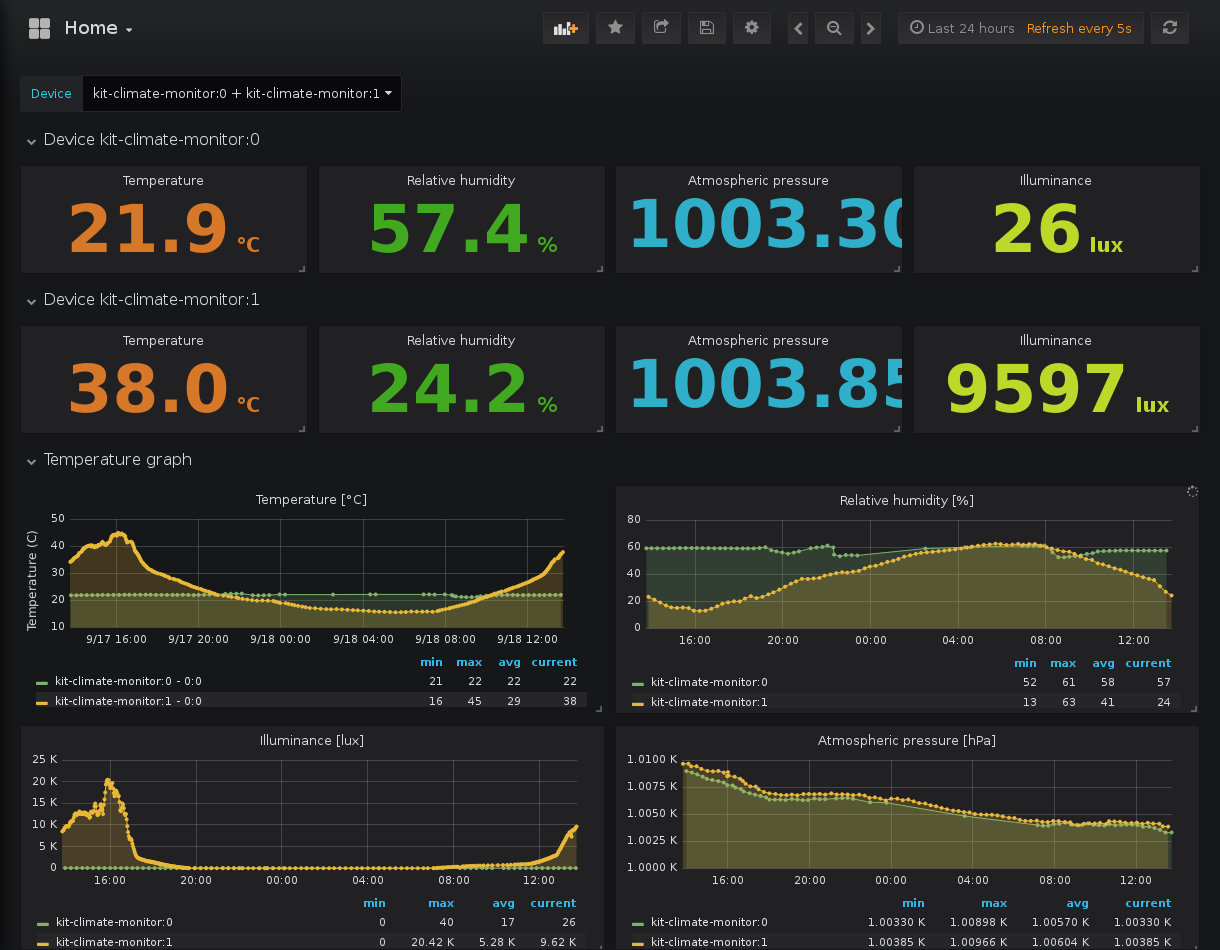 Home
Last 24 hours Refresh every 5s
Device kit-climate-monitor:0 + kit-climate-monitor:1
Device kit-climate-monitor:0
Temperature Relative humidity Atmospheric pressure Illuminance
21.9 °C 57.4 % 1003.30 26 lux
Device kit-climate-monitor:1
Temperature Relative humidity Atmospheric pressure Illuminance
38.0 °C 24.2 % 1003.85 9597 lux
Temperature graph
Temperature [°C]
Temperature (C)
50
40
30
20
10
9/17 16:00 9/17 20:00 9/18 00:00 9/18 04:00 9/18 08:00 9/18 12:00
min max avg current
kit-climate-monitor:0 - 0:0 21 22 22 22
kit-climate-monitor:1 - 0:0 16 45 29 38
Relative humidity [%]
80
60
40
20
0
16:00 20:00 00:00 04:00 08:00 12:00
min max avg current
kit-climate-monitor:0 52 61 58 57
kit-climate-monitor:1 13 63 41 24
Illuminance [lux]
25 K
20 K
15 K
10 K
5 K
0
16:00 20:00 00:00 04:00 08:00 12:00
min max avg current
kit-climate-monitor:0 0 40 17 26
kit-climate-monitor:1 0 20.42 K 5.28 K 9.62 K
Atmospheric pressure [hPa]
1.0100 K
1.0075 K
1.0050 K
1.0025 K
1.0000 K
16:00 20:00 00:00 04:00 08:00 12:00
min max avg current
kit-climate-monitor:0 1.00330 K 1.00898 K 1.00570 K 1.00330 K
kit-climate-monitor:1 1.00385 K 1.00966 K 1.00604 K 1.00385 K